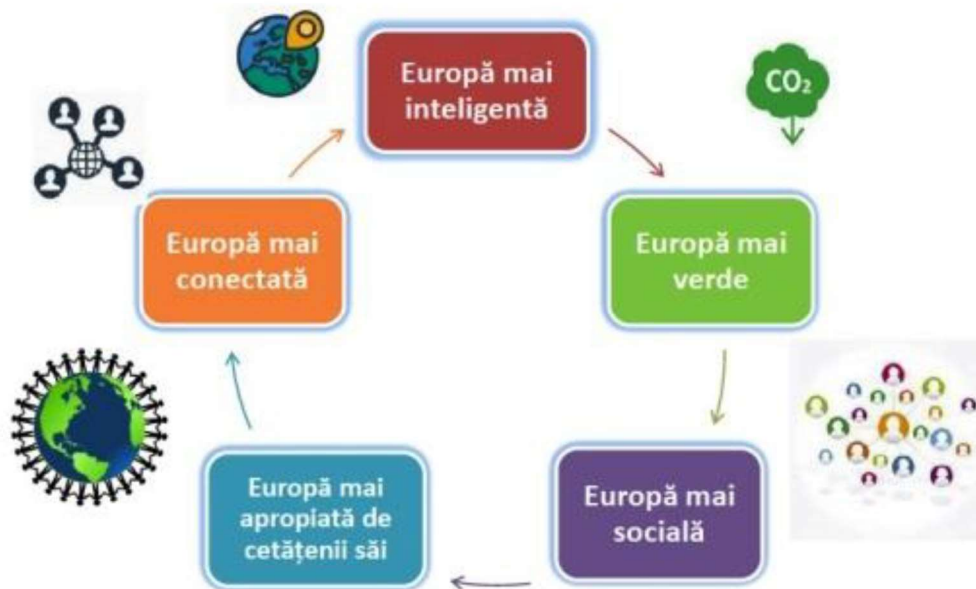 Europă mai
inteligentă
CO₂
Europă mai
verde
Europă mai
socială
Europă mai
apropiată de
cetățenii săi
Europă mai
conectată